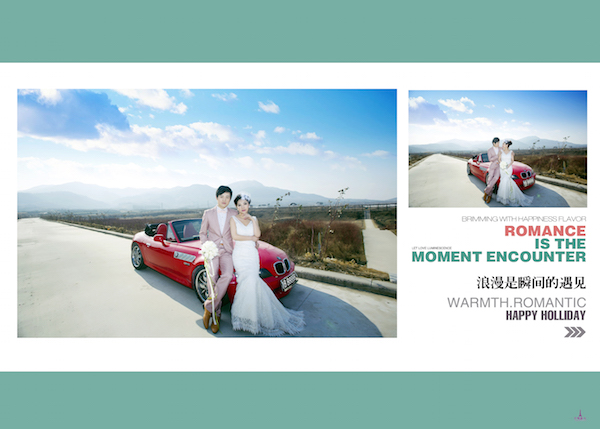 BRIMMING WITH HAPPINESS FLAVOR
ROMANCE
IS THE
MOMENT ENCOUNTER
浪漫是瞬间的遇见
WARMTH.ROMANTIC
HAPPY HOLLIDAY